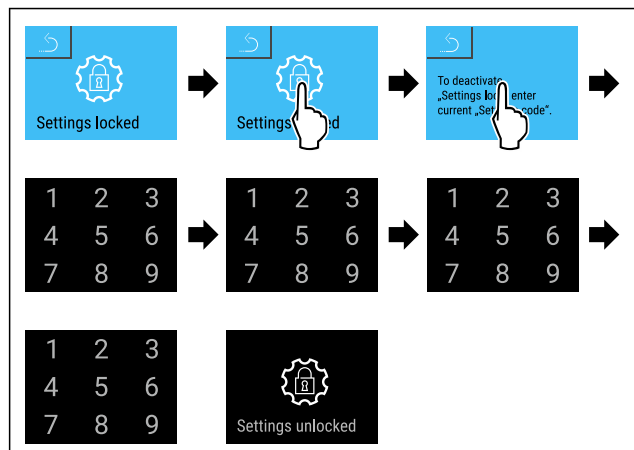 Settings locked
Settings
To deactivate
„Settings enter
current code“.
1 2 3
4 5 6
7 8 9
1 2 3
4 5 6
7 8 9
1 2 3
4 5 6
7 8 9
1 2 3
4 5 6
7 8 9
Settings unlocked